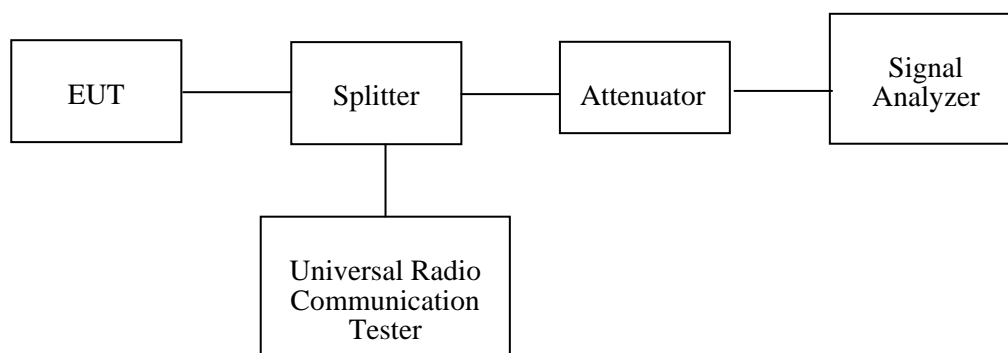 EUT
Splitter
Attenuator
Signal
Analyzer
Universal Radio
Communication
Tester